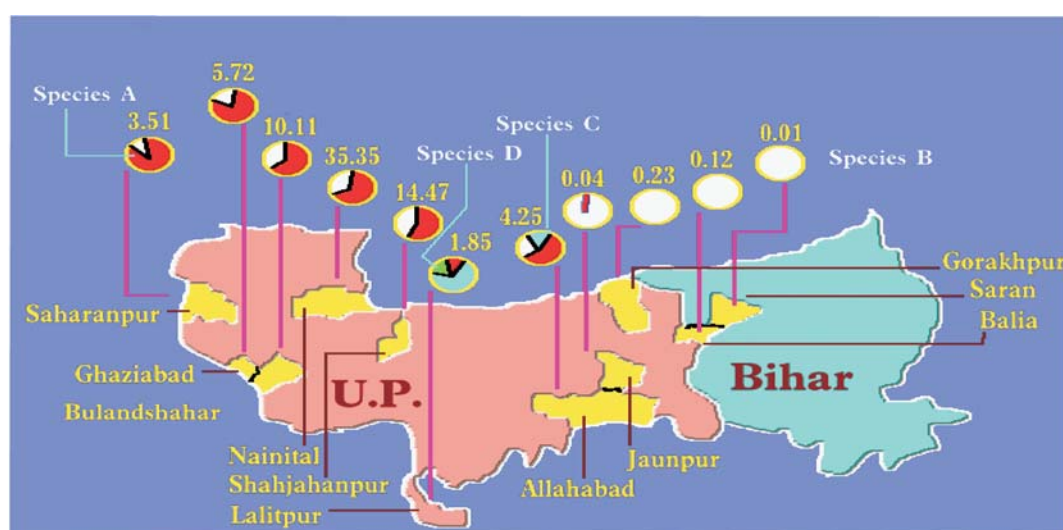 5.72
Species A
3.51
10.11
Species C
0.01
35.35
Species D
0.12
Species B
0.04
0.23
14.47
4.25
1.85
Gorakhpur
Saran
Saharanpur
Balia
Ghaziabad
U.P.
Bihar
Bulandshahar
Nainital
Jaunpur
Shahjahanpur
Allahabad
Lalitpur